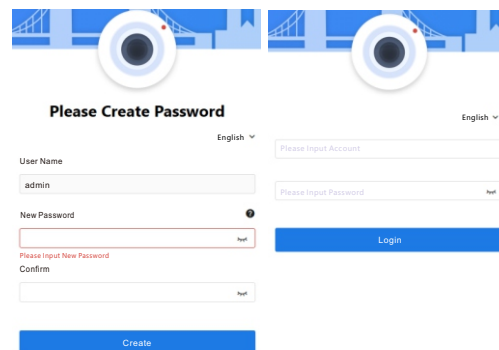 Please Create Password
English
User Name
admin
New Password
Please Input New Password
Confirm
Create
English
Please Input Account
Please Input Password
Login